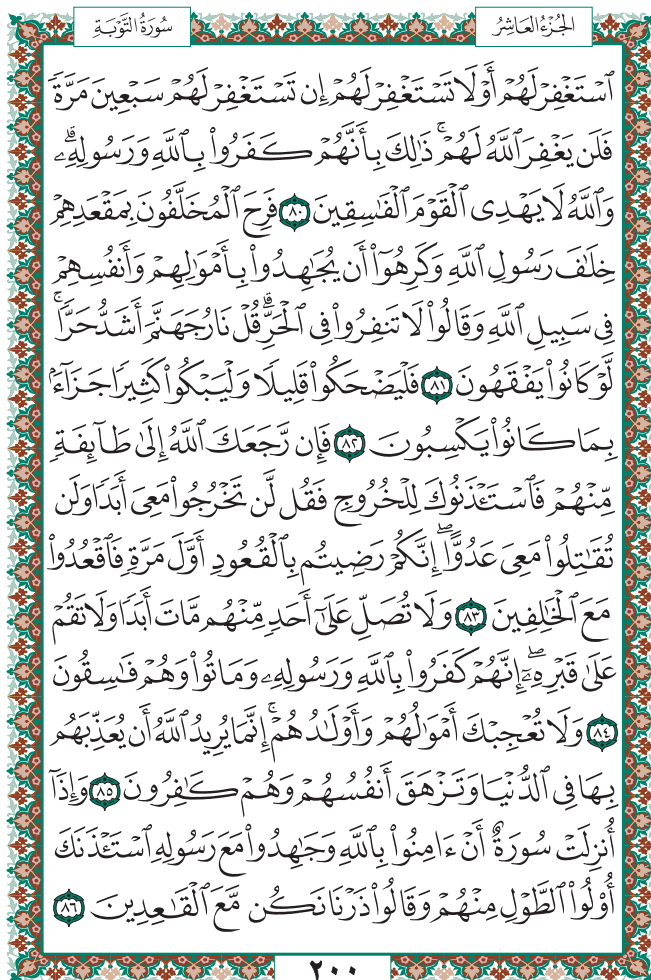 الجُزْءُ العَاشِرُ
سُورَةُ التَّوْبَةِ
ٱسۡتَغۡفِرۡ لَهُمۡ أَوۡ لَا تَسۡتَغۡفِرۡ لَهُمۡ إِن تَسۡتَغۡفِرۡ لَهُمۡ سَبۡعِينَ مَرَّةٗ
فَلَن يَغۡفِرَ ٱللَّهُ لَهُمۡۚ ذَٰلِكَ بِأَنَّهُمۡ كَفَرُواْ بِٱللَّهِ وَرَسُولِهِۦۗ
وَٱللَّهُ لَا يَهۡدِي ٱلۡقَوۡمَ ٱلۡفَٰسِقِينَ ٨٠ فَرِحَ ٱلۡمُخَلَّفُونَ بِمَقۡعَدِهِمۡ
خِلَٰفَ رَسُولِ ٱللَّهِ وَكَرِهُوٓاْ أَن يُجَٰهِدُواْ بِأَمۡوَٰلِهِمۡ وَأَنفُسِهِمۡ
فِي سَبِيلِ ٱللَّهِ وَقَالُواْ لَا تَنفِرُواْ فِي ٱلۡحَرِّۗ قُلۡ نَارُ جَهَنَّمَ أَشَدُّ حَرّٗاۚ
لَّوۡ كَانُواْ يَفۡقَهُونَ ٨١ فَلۡيَضۡحَكُواْ قَلِيلٗا وَلۡيَبۡكُواْ كَثِيرٗا جَزَآءَۢ
بِمَا كَانُواْ يَكۡسِبُونَ ٨٢ فَإِن رَّجَعَكَ ٱللَّهُ إِلَىٰ طَآئِفَةٖ
مِّنۡهُمۡ فَٱسۡتَـٔۡذَنُوكَ لِلۡخُرُوجِ فَقُل لَّن تَخۡرُجُواْ مَعِيَ أَبَدٗا وَلَن
تُقَٰتِلُواْ مَعِيَ عَدُوًّاۖ إِنَّكُمۡ رَضِيتُم بِٱلۡقُعُودِ أَوَّلَ مَرَّةٖ فَٱقۡعُدُواْ
مَعَ ٱلۡخَٰلِفِينَ ٨٣ وَلَا تُصَلِّ عَلَىٰٓ أَحَدٖ مِّنۡهُم مَّاتَ أَبَدٗا وَلَا تَقُمۡ
عَلَىٰ قَبۡرِهِۦٓۖ إِنَّهُمۡ كَفَرُواْ بِٱللَّهِ وَرَسُولِهِۦ وَمَاتُواْ وَهُمۡ فَٰسِقُونَ
٨٤ وَلَا تُعۡجِبۡكَ أَمۡوَٰلُهُمۡ وَأَوۡلَٰدُهُمۡۚ إِنَّمَا يُرِيدُ ٱللَّهُ أَن يُعَذِّبَهُم
بِهَا فِي ٱلدُّنۡيَا وَتَزۡهَقَ أَنفُسُهُمۡ وَهُمۡ كَٰفِرُونَ ٨٥ وَإِذَآ
أُنزِلَتۡ سُورَةٌ أَنۡ ءَامِنُواْ بِٱللَّهِ وَجَٰهِدُواْ مَعَ رَسُولِهِ ٱسۡتَـٔۡذَنَكَ
أُوْلُواْ ٱلطَّوۡلِ مِنۡهُمۡ وَقَالُواْ ذَرۡنَا نَكُن مَّعَ ٱلۡقَٰعِدِينَ ٨٦
٢٠٠